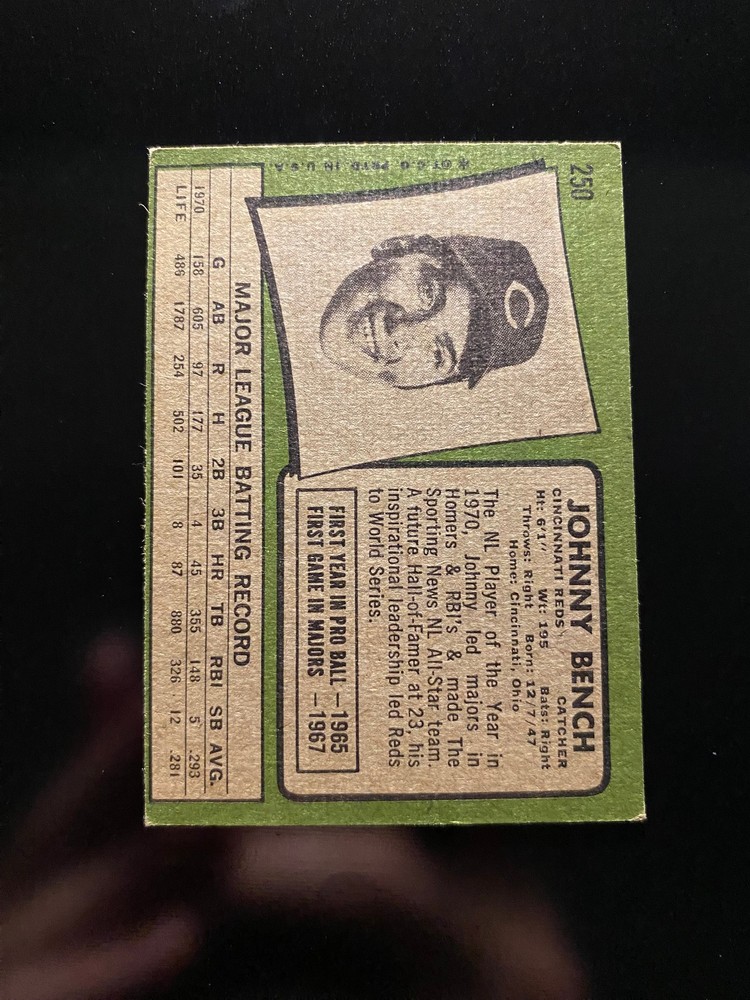 250
JOHNNY BENCH
CATCHER
CINCINNATI REDS
Ht: 6'1" Wt: 195 Bats: Right
Throws: Right Born: 12/7/47
Home: Cincinnati, Ohio
The NL Player of the Year in
1970, Johnny led majors in
Homers & RBI's & made The
Sporting News NL All-Star team.
A future Hall-of-Famer at 23, his
inspirational leadership led Reds
to World Series.
FIRST YEAR IN PRO BALL — 1965
FIRST GAME IN MAJORS — 1967
MAJOR LEAGUE BATTING RECORD
G AB R H 2B 3B HR TB RBI SB AVG.
1970 158 605 97 177 35 4 45 355 148 5 .293
LIFE 486 1787 254 502 101 8 87 880 326 12 .281
C
T.C.G. PRTD. IN U.S.A.